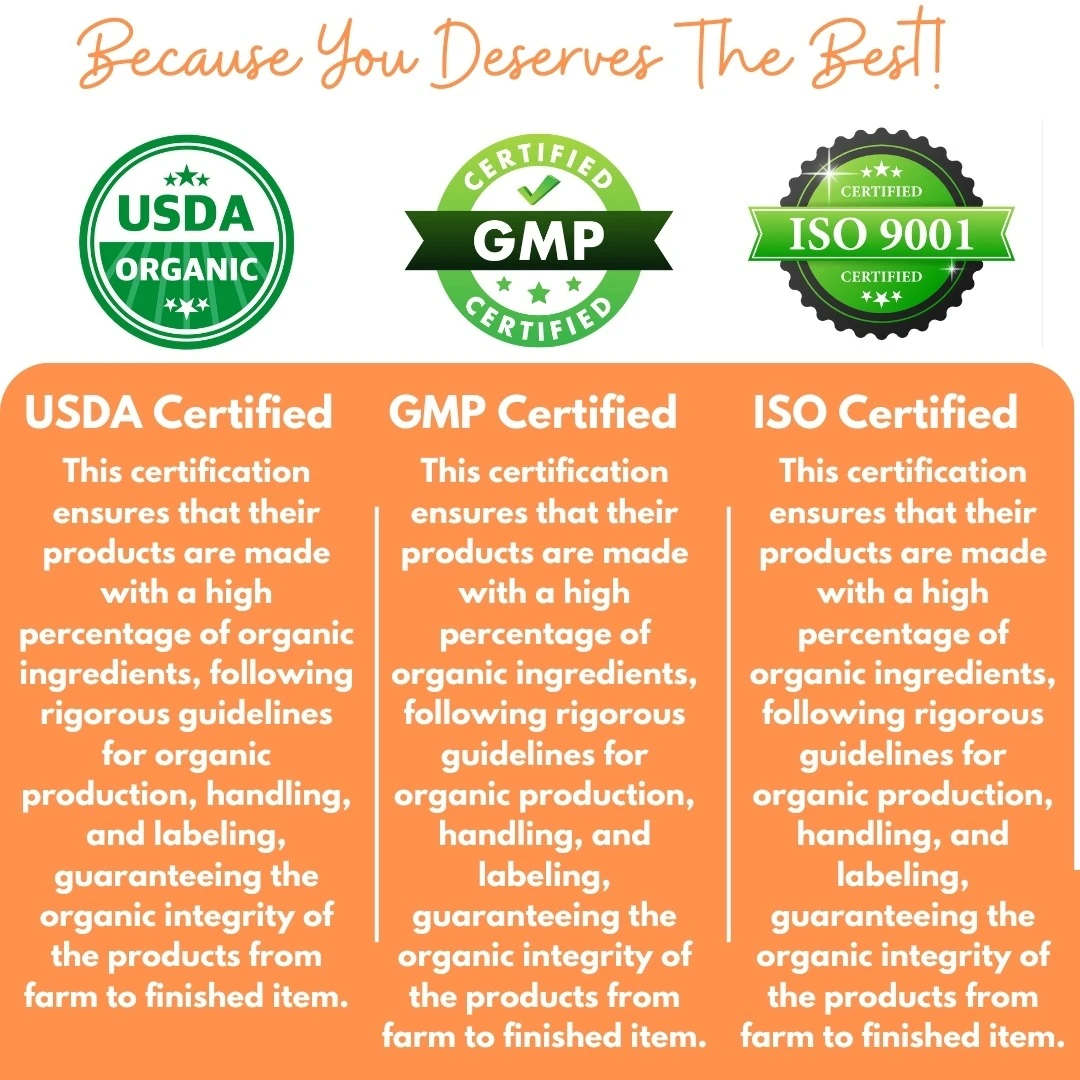 Because You Deserves The Best!
USDA
ORGANIC
CERTIFIED
GMP
CERTIFIED
CERTIFIED
ISO 9001
CERTIFIED
USDA Certified
This certification
ensures that their
products are made
with a high
percentage of organic
ingredients, following
rigorous guidelines
for organic
production, handling,
and labeling,
guaranteeing the
organic integrity of
the products from
farm to finished item.
GMP Certified
This certification
ensures that their
products are made
with a high
percentage of
organic ingredients,
following rigorous
guidelines for
organic production,
handling, and
labeling,
guaranteeing the
organic integrity of
the products from
farm to finished item.
ISO Certified
This certification
ensures that their
products are made
with a high
percentage of
organic ingredients,
following rigorous
guidelines for
organic production,
handling, and
labeling,
guaranteeing the
organic integrity of
the products from
farm to finished item.